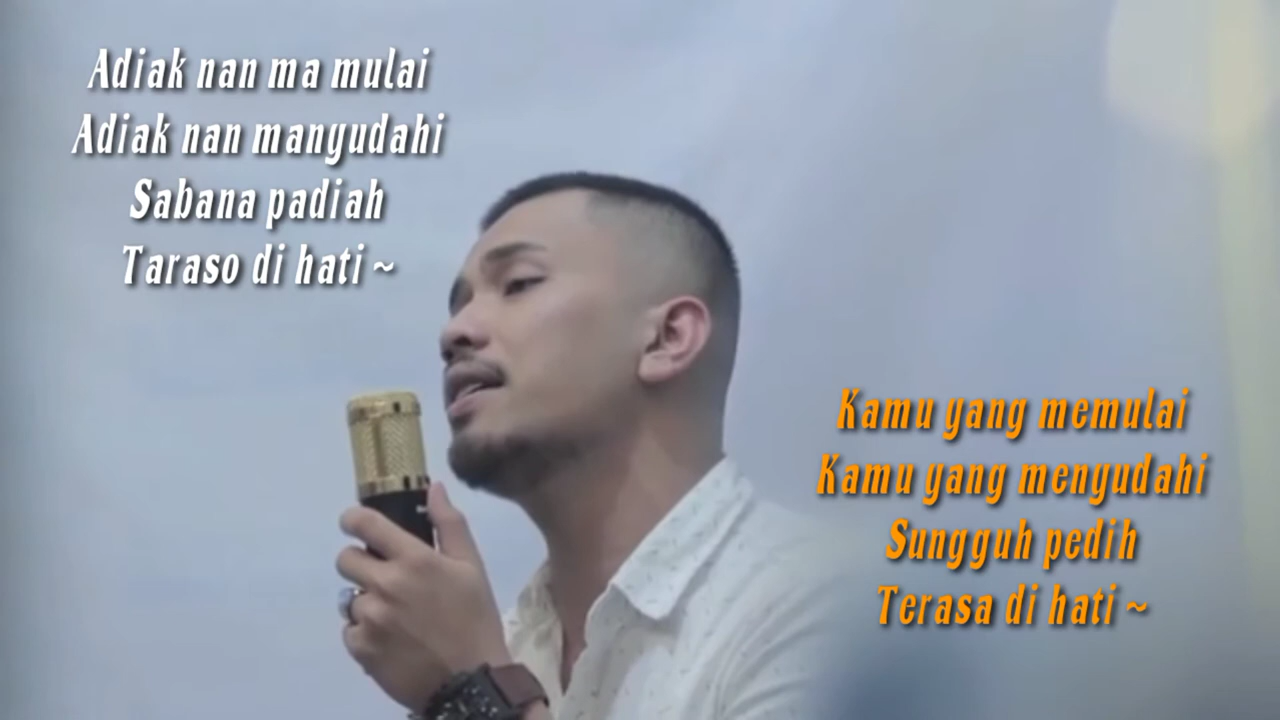 Adiak nan ma mulai
Adiak nan manyudahi
Sabana padiah
Taraso di hati ~
Kamu yang memulai
Kamu yang menyudahi
Sungguh pedih
Terasa di hati ~